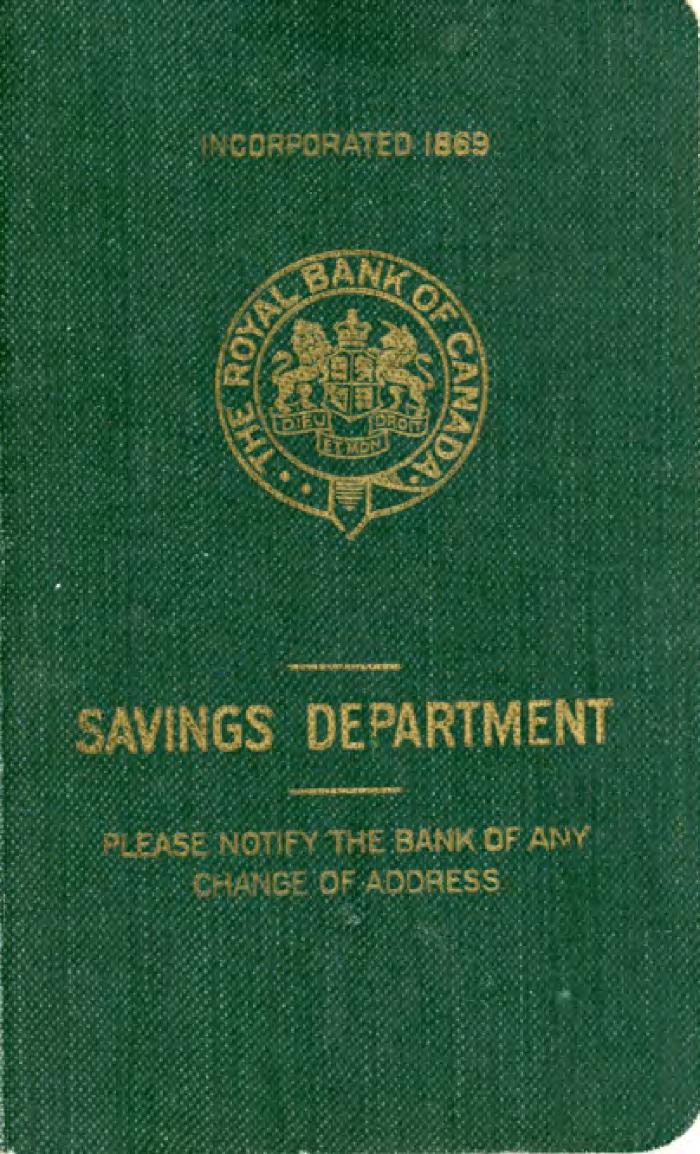 INCORPORATED 1869
THE ROYAL BANK OF CANADA
DIEU ET MON DROIT
SAVINGS DEPARTMENT
PLEASE NOTIFY THE BANK OF ANY
CHANGE OF ADDRESS